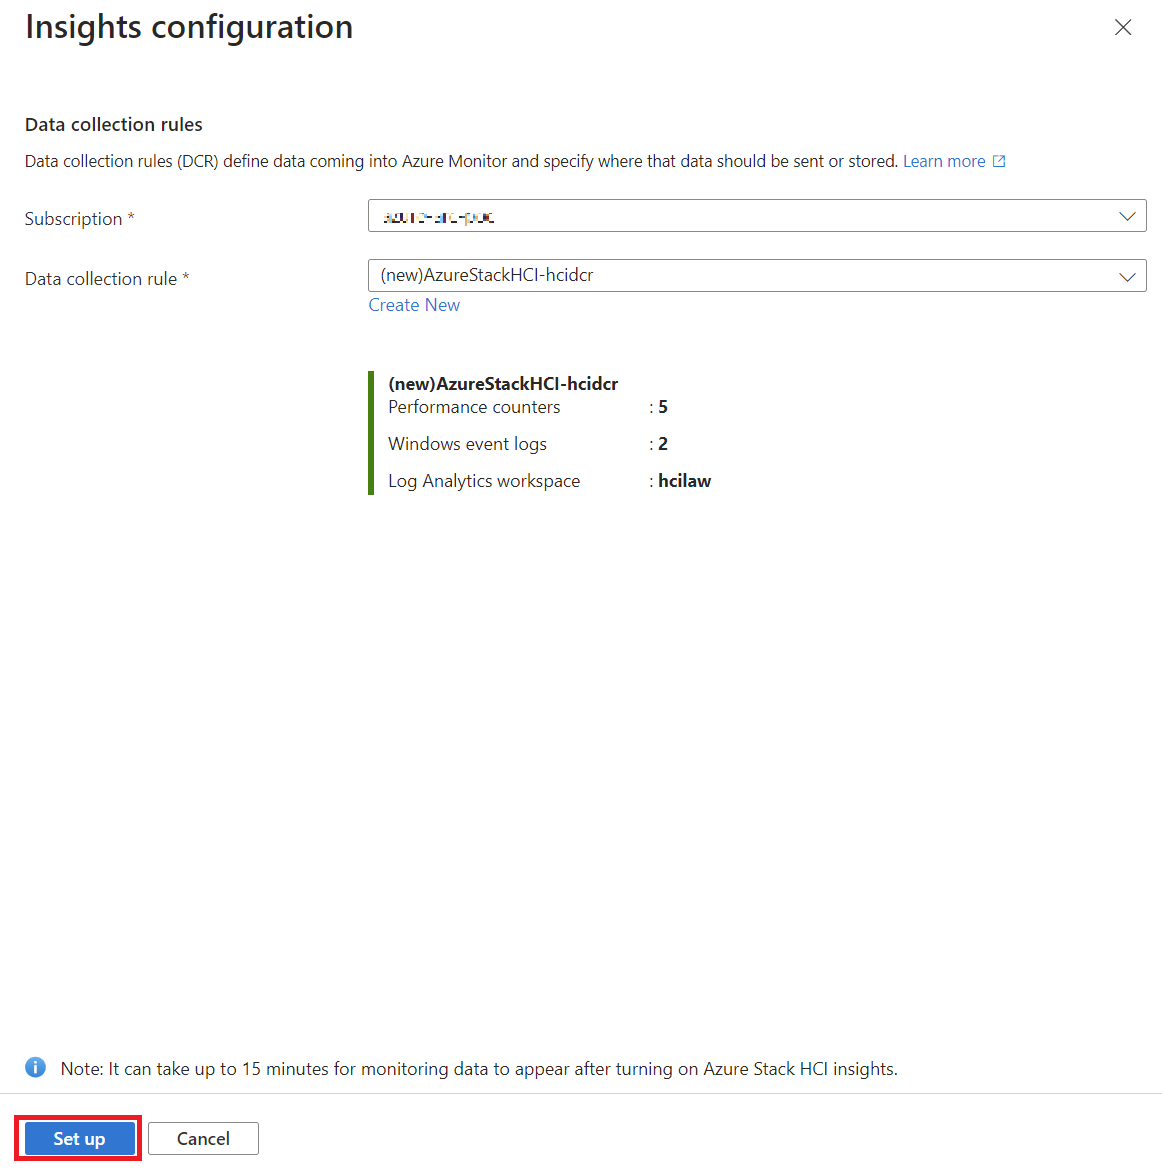 Insights configuration
Data collection rules
Data collection rules (DCR) define data coming into Azure Monitor and specify where that data should be sent or stored. Learn more
Subscription *
Data collection rule *
(new)AzureStackHCI-hcidcr
Create New
(new)AzureStackHCI-hcidcr
Performance counters : 5
Windows event logs : 2
Log Analytics workspace : hcilaw
Note: It can take up to 15 minutes for monitoring data to appear after turning on Azure Stack HCI insights.
Set up Cancel